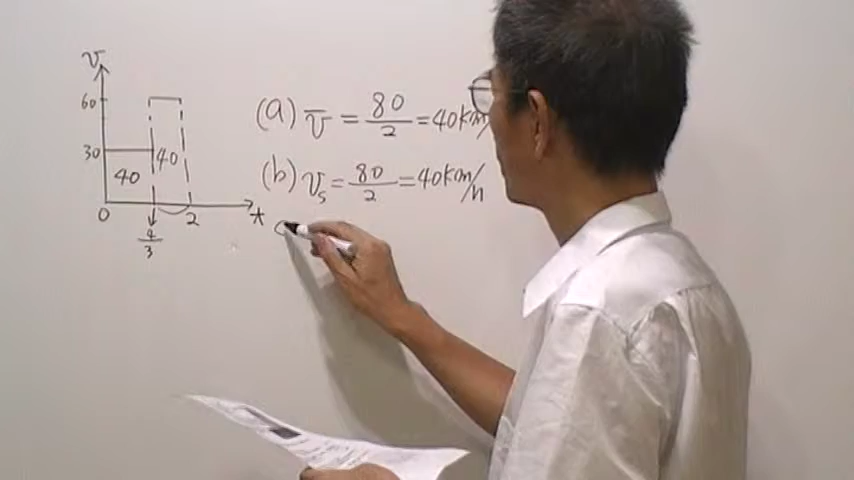 v
60
30
40
40
0
4/3
2
t
(a) v̅ = 80/2 = 40km/
(b) vₛ = 80/2 = 40km/h
(